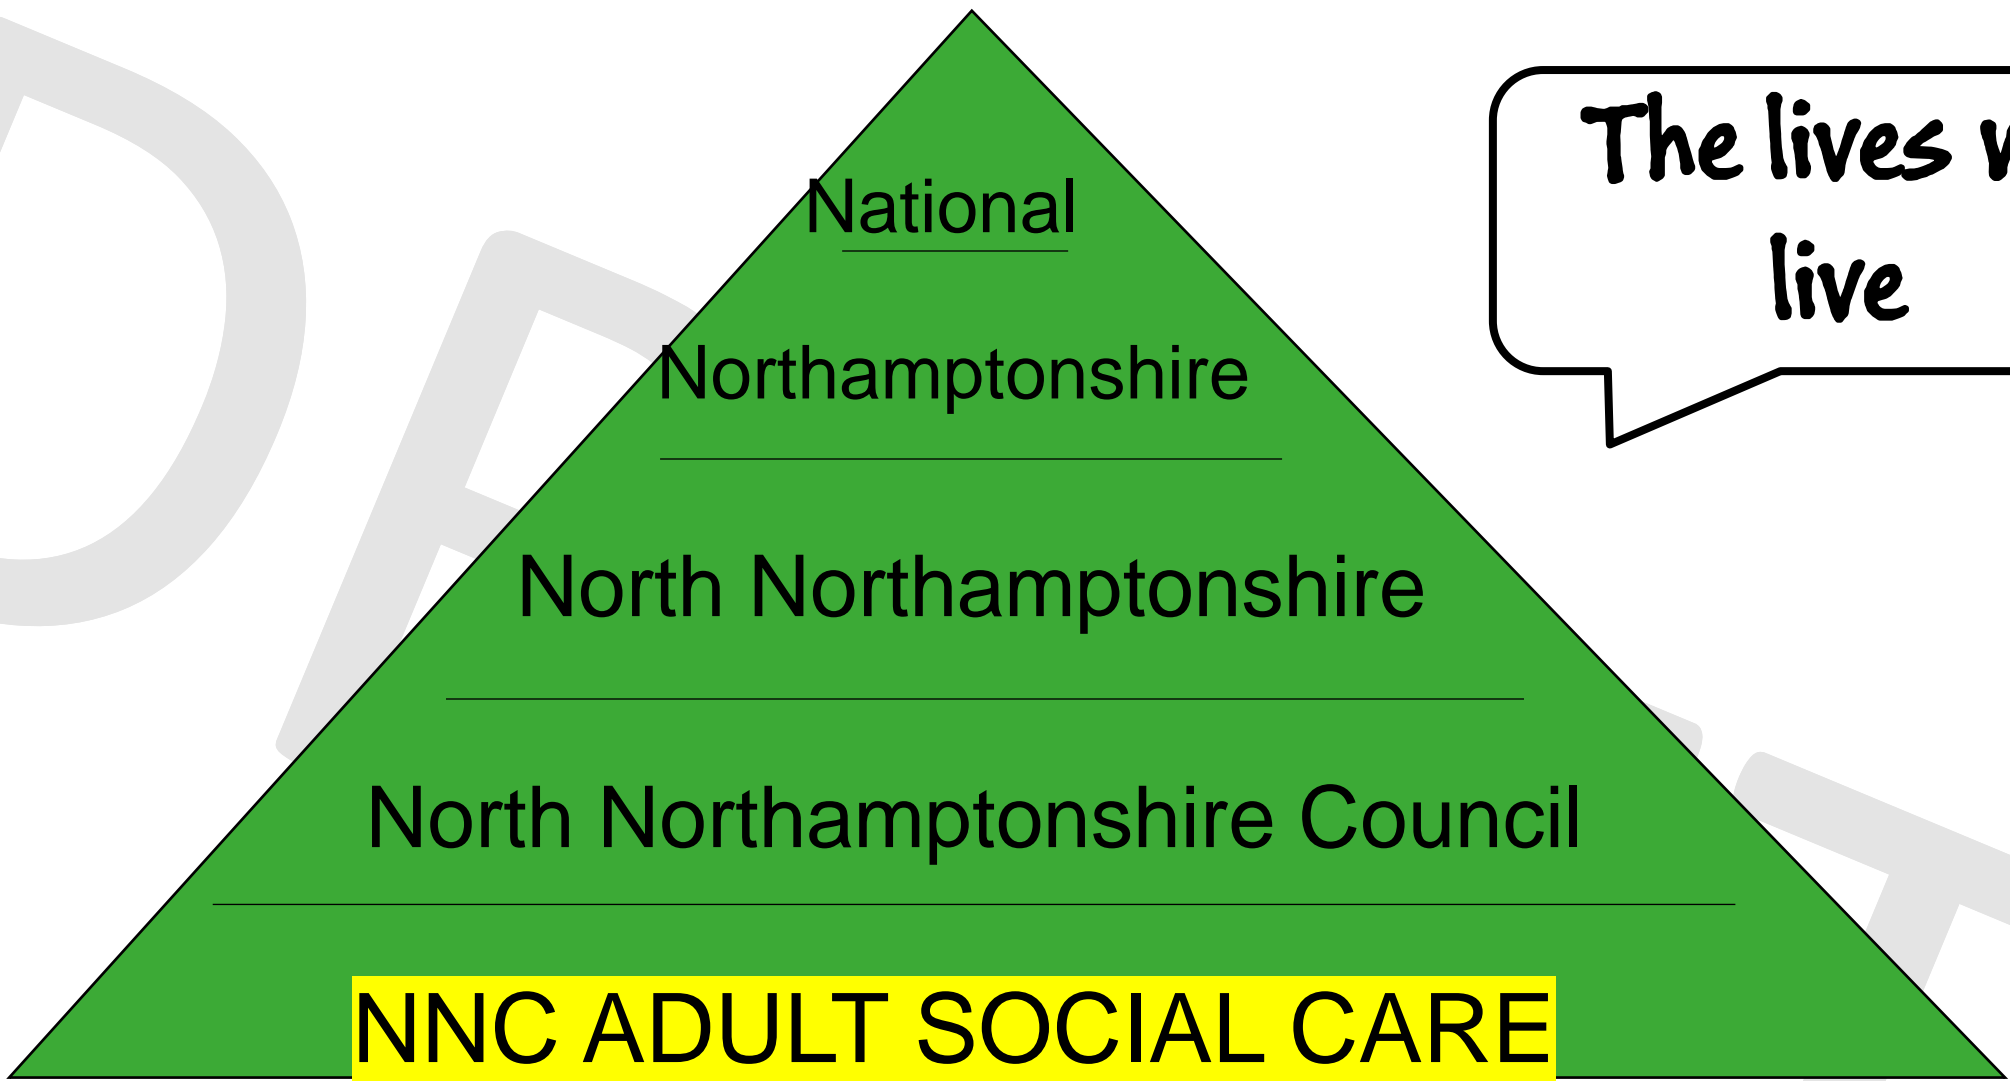 The lives
live
National
Northamptonshire
North Northamptonshire
North Northamptonshire Council
NNC ADULT SOCIAL CARE